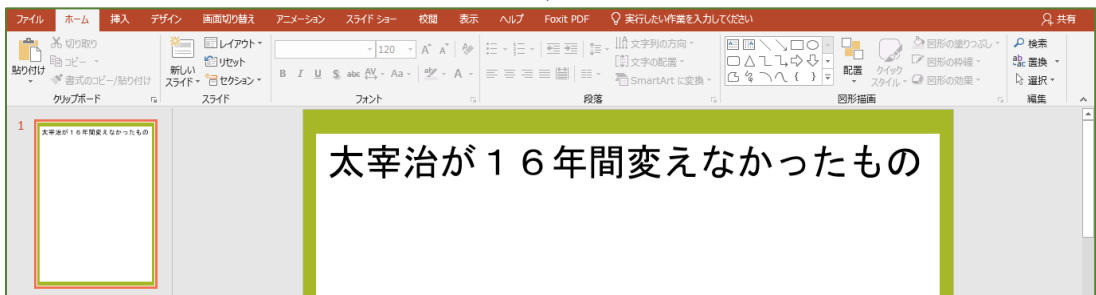 ファイル ホーム 挿入 デザイン 画面切り替え アニメーション スライド ショー 校閲 表示 ヘルプ Foxit PDF 実行したい作業を入力してください 共有
切り取り レイアウト 120 A A 文字列の方向 図形の塗りつぶし 検索
貼り付け コピー 新しいスライド リセット 文字の配置 配置 クイックスタイル 図形の枠線 置換
書式のコピー/貼り付け セクション B I U S abc AV Aa A SmartArt に変換 図形の効果 選択
クリップボード スライド フォント 段落 図形描画 編集
1
太宰治が１６年間変えなかったもの
太宰治が１６年間変えなかったもの